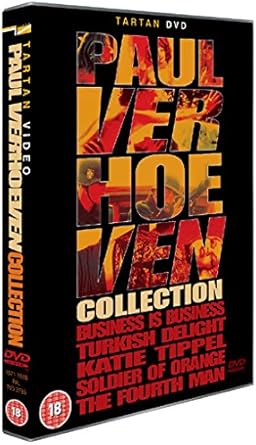 TARTAN DVD
PAUL
VER
HOE
VEN
COLLECTION
BUSINESS IS BUSINESS
TURKISH DELIGHT
KATIE TIPPEL
SOLDIER OF ORANGE
THE FOURTH MAN
DVD
18
TARTAN VIDEO
PAUL VERHOEVEN COLLECTION
DVD
18